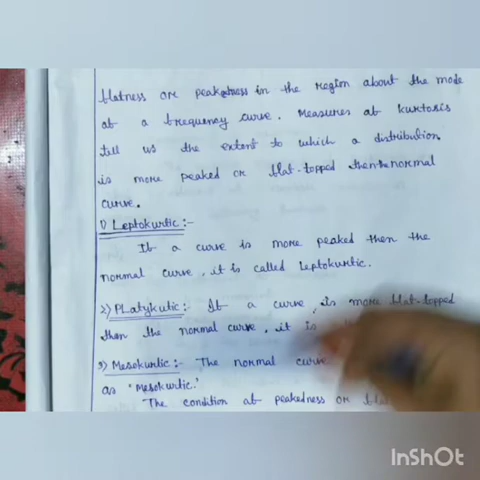 flatness or peakedness in the region about the mode
of a frequency curve. Measures of kurtosis
till us the extent to which a distribution
is more peaked or flat-topped then the normal
curve.
1) Leptokurtic :-
If a curve is more peaked then the
normal curve, it is called leptokurtic.
2) PLatykutic :- If a curve, is more flat-topped
then the normal curve, it is
3) Mesokurtic :- The normal curve
as "Mesokurtic."
The condition of peakedness or
InShOt